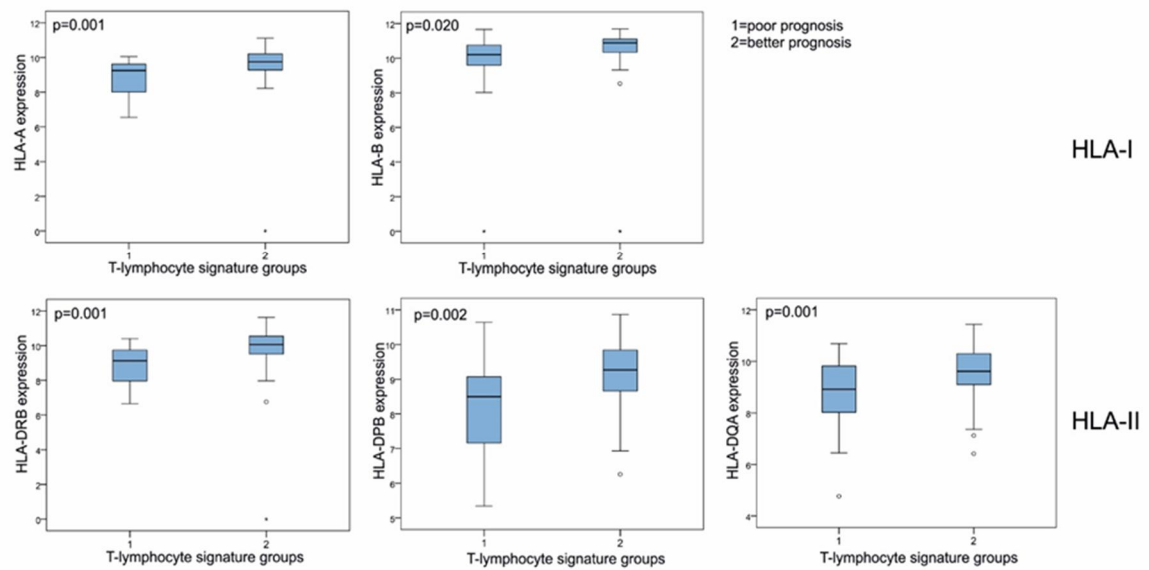 p=0.001
12
10
8
6
4
2
0
HLA-A expression
1
2
T-lymphocyte signature groups
p=0.020
12
10
8
6
4
2
0
HLA-B expression
1
2
T-lymphocyte signature groups
1=poor prognosis
2=better prognosis
HLA-I
p=0.001
12
10
8
6
4
2
0
HLA-DRB expression
1
2
T-lymphocyte signature groups
p=0.002
11
10
9
8
7
6
5
HLA-DPB expression
1
2
T-lymphocyte signature groups
p=0.001
12
10
8
6
4
HLA-DQA expression
1
2
T-lymphocyte signature groups
HLA-II